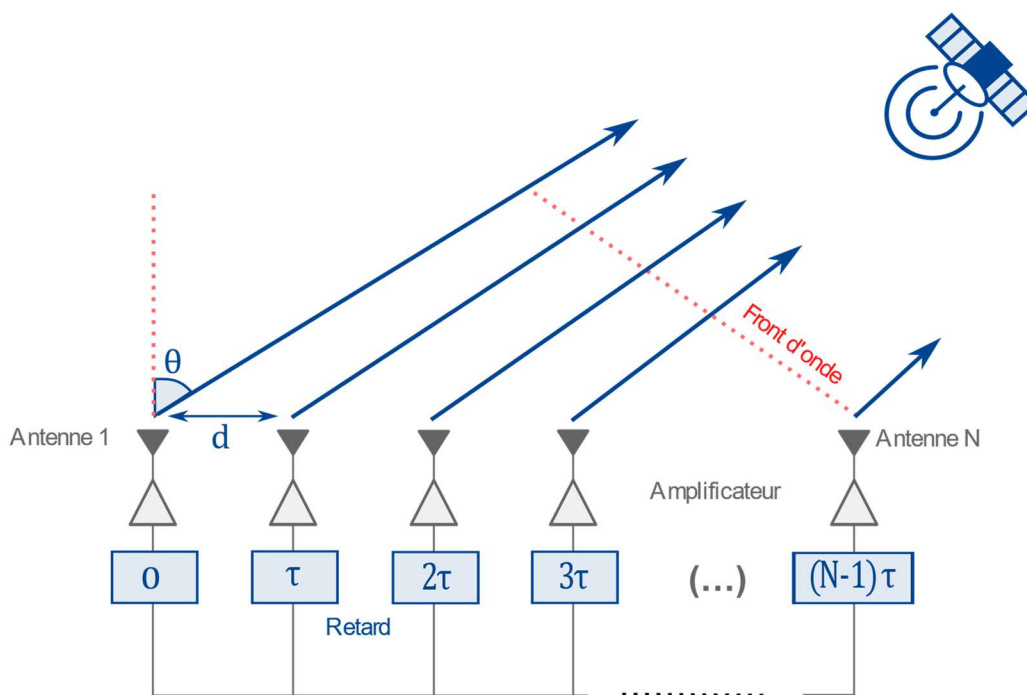 θ
d
Front d'onde
Antenne 1
Antenne N
Amplificateur
0 τ 2τ 3τ (...) (N-1) τ
Retard